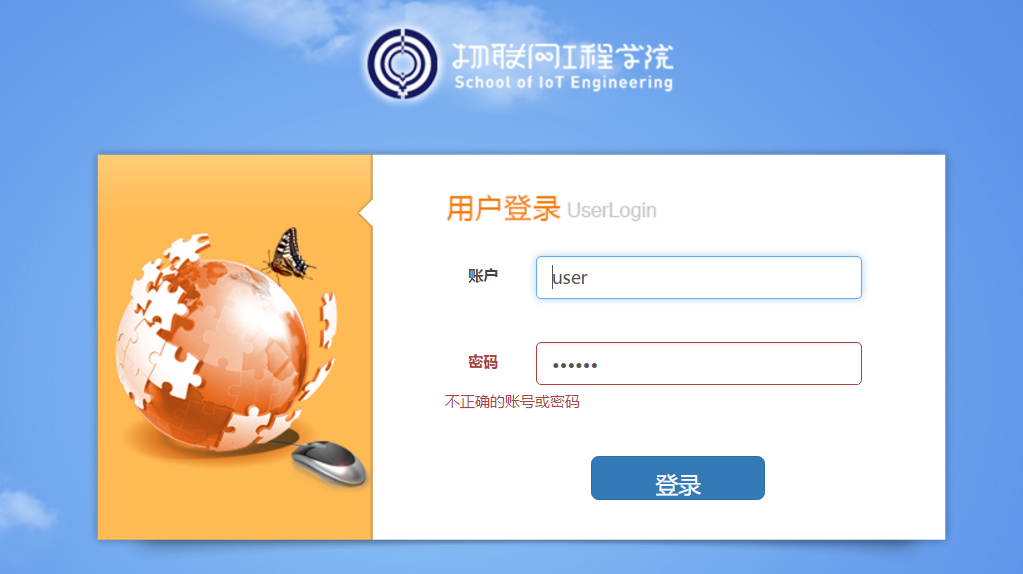 物联网工程学院
School of IoT Engineering
用户登录 UserLogin
账户 user
密码 ••••••
不正确的账号或密码
登录